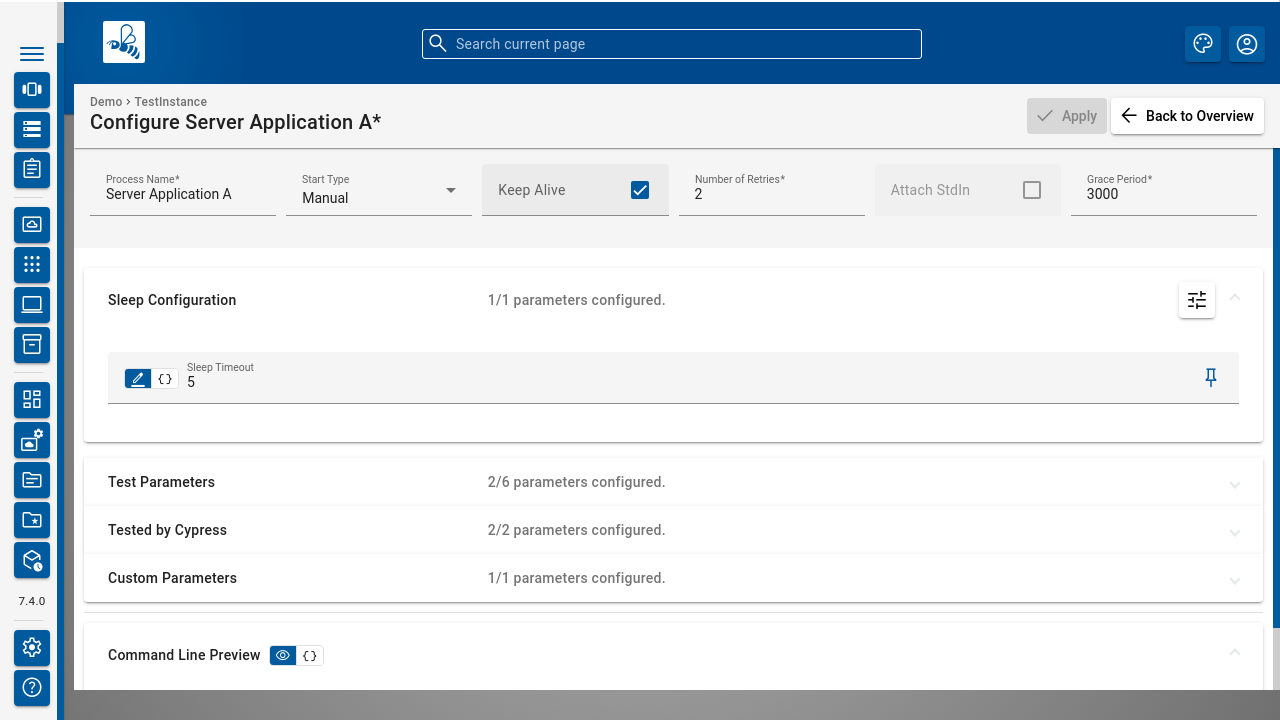 Search current page
Demo › TestInstance
Configure Server Application A*
Apply
Back to Overview
Process Name*
Server Application A
Start Type
Manual
Keep Alive
Number of Retries*
2
Attach StdIn
Grace Period*
3000
Sleep Configuration
1/1 parameters configured.
{} Sleep Timeout
5
Test Parameters
2/6 parameters configured.
Tested by Cypress
2/2 parameters configured.
Custom Parameters
1/1 parameters configured.
7.4.0
Command Line Preview {}